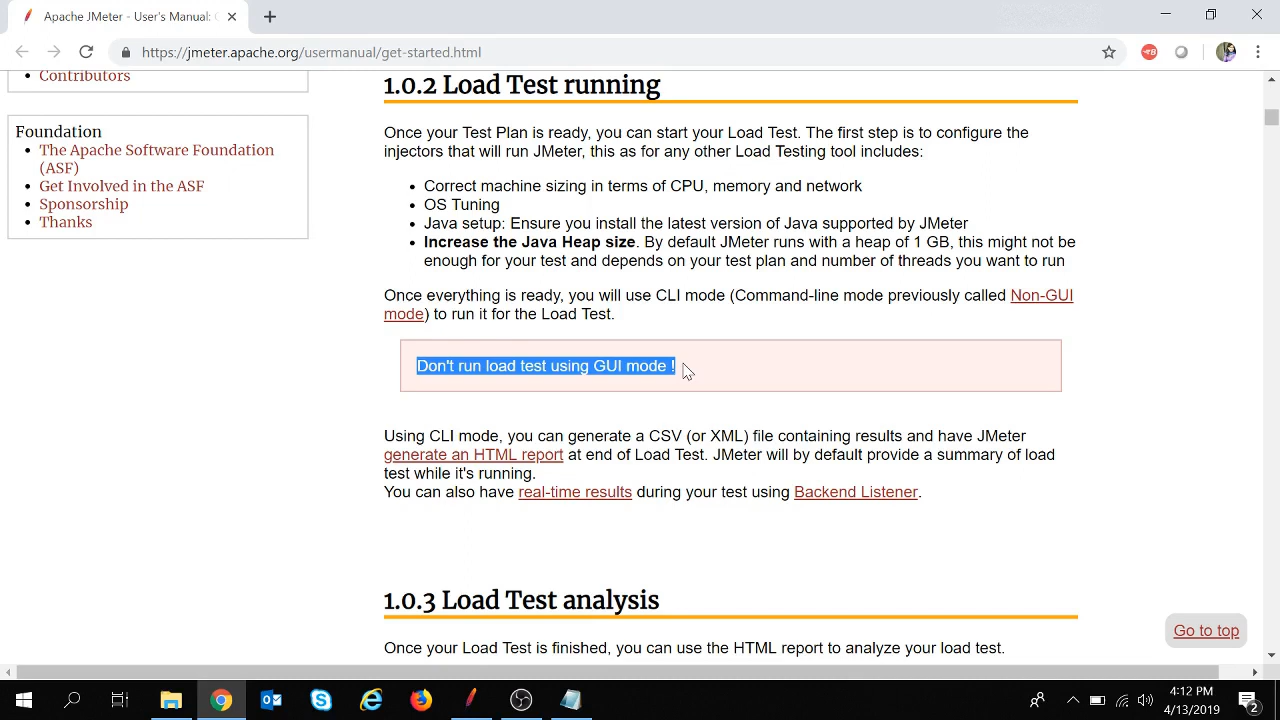 Apache JMeter - User's Manual: G
https://jmeter.apache.org/usermanual/get-started.html
Contributors
Foundation
The Apache Software Foundation
(ASF)
Get Involved in the ASF
Sponsorship
Thanks
1.0.2 Load Test running
Once your Test Plan is ready, you can start your Load Test. The first step is to configure the
injectors that will run JMeter, this as for any other Load Testing tool includes:
Correct machine sizing in terms of CPU, memory and network
OS Tuning
Java setup: Ensure you install the latest version of Java supported by JMeter
Increase the Java Heap size. By default JMeter runs with a heap of 1 GB, this might not be
enough for your test and depends on your test plan and number of threads you want to run
Once everything is ready, you will use CLI mode (Command-line mode previously called Non-GUI
mode) to run it for the Load Test.
Don't run load test using GUI mode !
Using CLI mode, you can generate a CSV (or XML) file containing results and have JMeter
generate an HTML report at end of Load Test. JMeter will by default provide a summary of load
test while it's running.
You can also have real-time results during your test using Backend Listener.
1.0.3 Load Test analysis
Once your Load Test is finished, you can use the HTML report to analyze your load test.
Go to top
4:12 PM
4/13/2019
2